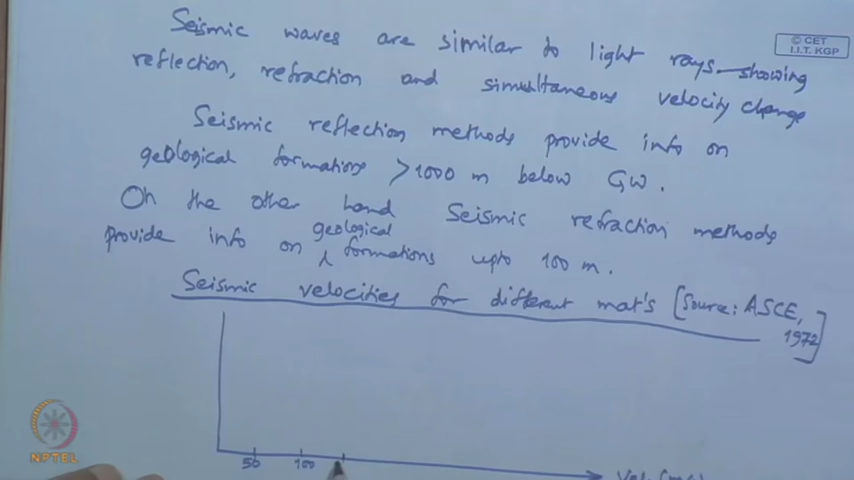 Seismic waves are similar to light rays showing
reflection, refraction and simultaneous velocity change
Seismic reflection methods provide info on
geological formations >1000 m below GW.
On the other hand Seismic refraction methods
provide info on geological formations upto 100 m.
Seismic velocities for different mat's [Source: ASCE,
1972]
50 100
© CET
I.I.T. KGP
NPTEL